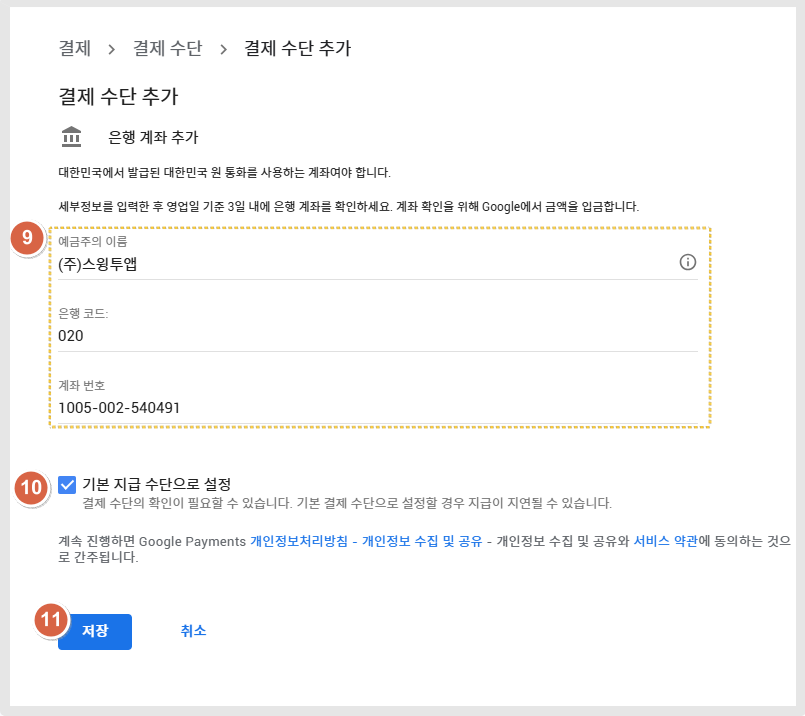 결제 > 결제 수단 > 결제 수단 추가
결제 수단 추가
은행 계좌 추가
대한민국에서 발급된 대한민국 원 통화를 사용하는 계좌여야 합니다.
세부정보를 입력한 후 영업일 기준 3일 내에 은행 계좌를 확인하세요. 계좌 확인을 위해 Google에서 금액을 입금합니다.
9
예금주의 이름
(주)스윙투앱
은행 코드:
020
계좌 번호
1005-002-540491
10
기본 지급 수단으로 설정
결제 수단의 확인이 필요할 수 있습니다. 기본 결제 수단으로 설정할 경우 지급이 지연될 수 있습니다.
계속 진행하면 Google Payments 개인정보처리방침 - 개인정보 수집 및 공유 - 개인정보 수집 및 공유와 서비스 약관에 동의하는 것으
로 간주됩니다.
11
저장 취소